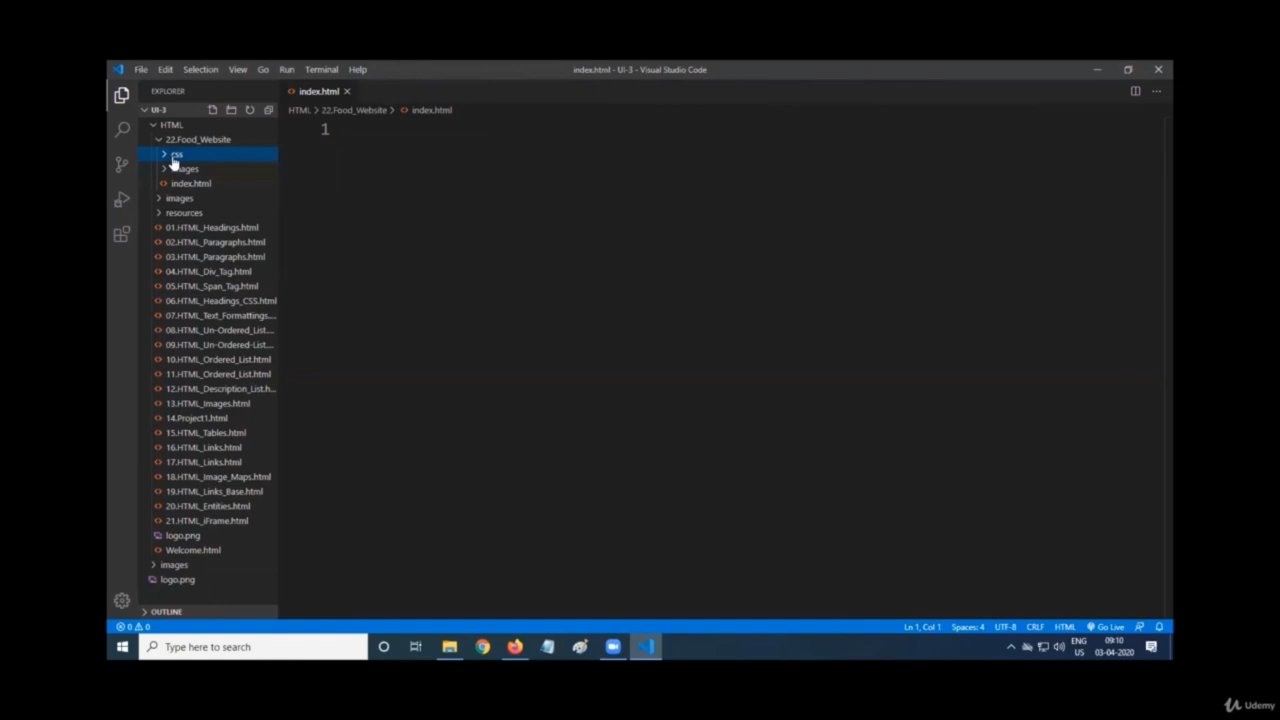 File Edit Selection View Go Run Terminal Help
index.html - UI-3 - Visual Studio Code
EXPLORER
index.html
UI-3
HTML > 22.Food_Website > index.html
HTML
1
22.Food_Website
css
images
index.html
images
resources
01.HTML_Headings.html
02.HTML_Paragraphs.html
03.HTML_Paragraphs.html
04.HTML_Div_Tag.html
05.HTML_Span_Tag.html
06.HTML_Headings_CSS.html
07.HTML_Text_Formattings....
08.HTML_Un-Ordered_List....
09.HTML_Un-Ordered-List....
10.HTML_Ordered_List.html
11.HTML_Ordered_List.html
12.HTML_Description_List.h...
13.HTML_Images.html
14.Project1.html
15.HTML_Tables.html
16.HTML_Links.html
17.HTML_Links.html
18.HTML_Image_Maps.html
19.HTML_Links_Base.html
20.HTML_Entities.html
21.HTML_iFrame.html
logo.png
Welcome.html
images
logo.png
OUTLINE
0 0
Ln 1, Col 1 Spaces: 4 UTF-8 CRLF HTML Go Live
Type here to search
ENG
US
09:10
03-04-2020
Udemy